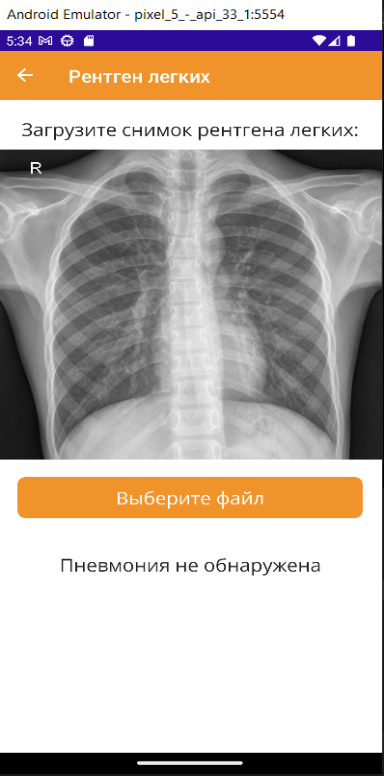 Android Emulator - pixel_5_-_api_33_1:5554
5:34
Рентген легких
Загрузите снимок рентгена легких:
R
Выберите файл
Пневмония не обнаружена